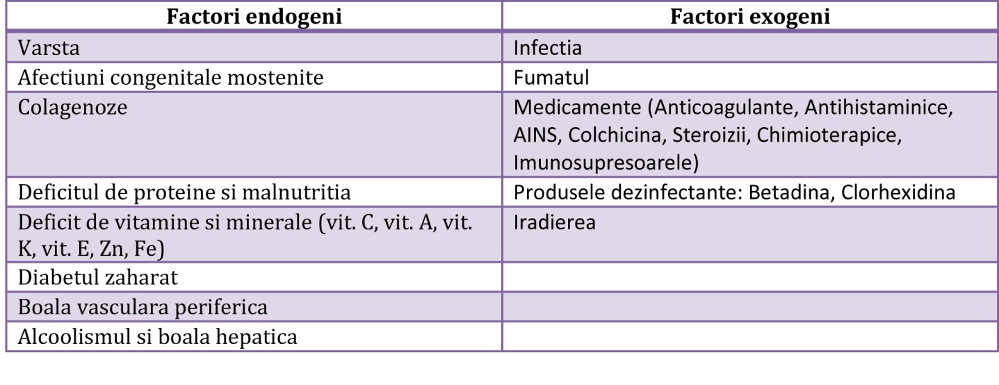 Factori endogeni
Factori exogeni
Varsta
Infectia
Afectiuni congenitale mostenite
Fumatul
Colagenoze
Medicamente (Anticoagulante, Antihistaminice,
AINS, Colchicina, Steroizii, Chimioterapice,
Imunosupresoarele)
Deficitul de proteine si malnutritia
Produsele dezinfectante: Betadina, Clorhexidina
Deficit de vitamine si minerale (vit. C, vit. A, vit.
K, vit. E, Zn, Fe)
Iradierea
Diabetul zaharat
Boala vasculara periferica
Alcoolismul si boala hepatica